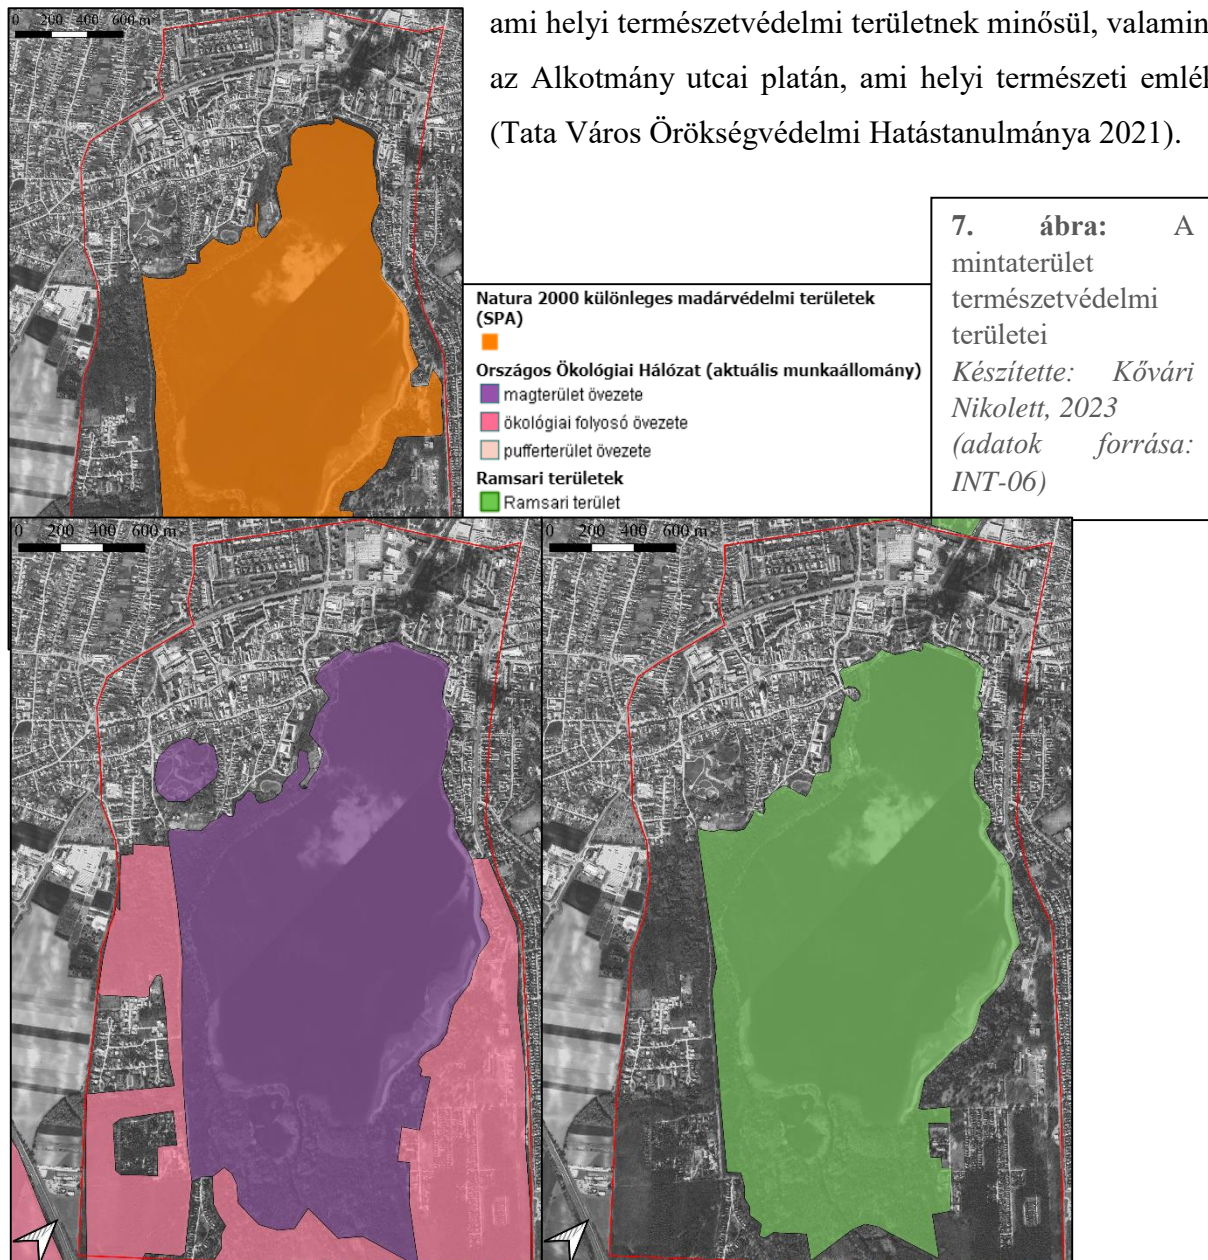 ami helyi természetvédelmi területnek minősül, valamin
az Alkotmány utcai platán, ami helyi természeti emlék
(Tata Város Örökségvédelmi Hatástanulmánya 2021).
0 200 400 600 m
7. ábra: A
mintaterület
természetvédelmi
területei
Készítette: Kővári
Nikolett, 2023
(adatok forrása:
INT-06)
Natura 2000 különleges madárvédelmi területek
(SPA)
Országos Ökológiai Hálózat (aktuális munkaállomány)
magterület övezete
ökológiai folyosó övezete
pufferterület övezete
Ramsari területek
Ramsari terület
0 200 400 600 m
0 200 400 600 m